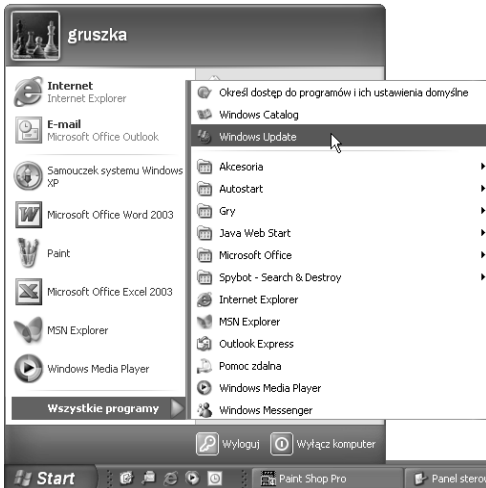 gruszka
Internet
Internet Explorer
E-mail
Microsoft Office Outlook
Samouczek systemu Windows
XP
Microsoft Office Word 2003
Paint
Microsoft Office Excel 2003
MSN Explorer
Windows Media Player
Wszystkie programy
Określ dostęp do programów i ich ustawienia domyślne
Windows Catalog
Windows Update
Akcesoria
Autostart
Gry
Java Web Start
Microsoft Office
Spybot - Search & Destroy
Internet Explorer
MSN Explorer
Outlook Express
Pomoc zdalna
Windows Media Player
Windows Messenger
Wyloguj
Wyłącz komputer
Start
Paint Shop Pro
Panel sterow